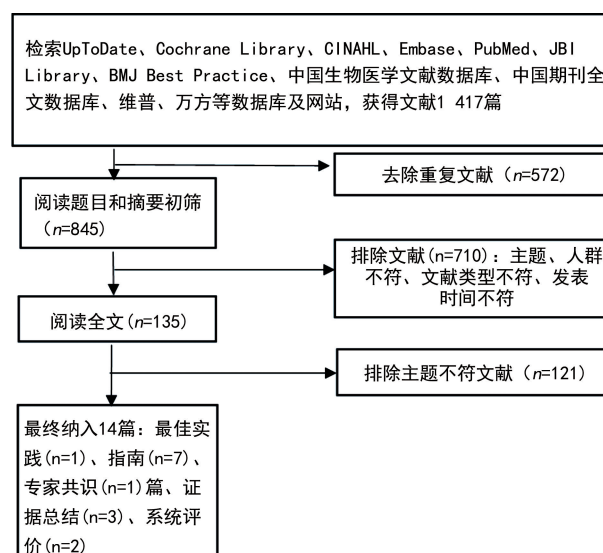 检索UpToDate、Cochrane Library、CINAHL、Embase、PubMed、JBI
Library、BMJ Best Practice、中国生物医学文献数据库、中国期刊全
文数据库、维普、万方等数据库及网站，获得文献1 417篇
去除重复文献（n=572）
阅读题目和摘要初筛
（n=845）
排除文献(n=710)：主题、人群
不符、文献类型不符、发表
时间不符
阅读全文(n=135)
排除主题不符文献（n=121）
最终纳入14篇：最佳实
践(n=1)、指南(n=7)、
专家共识(n=1)篇、证
据总结(n=3)、系统评
价(n=2)